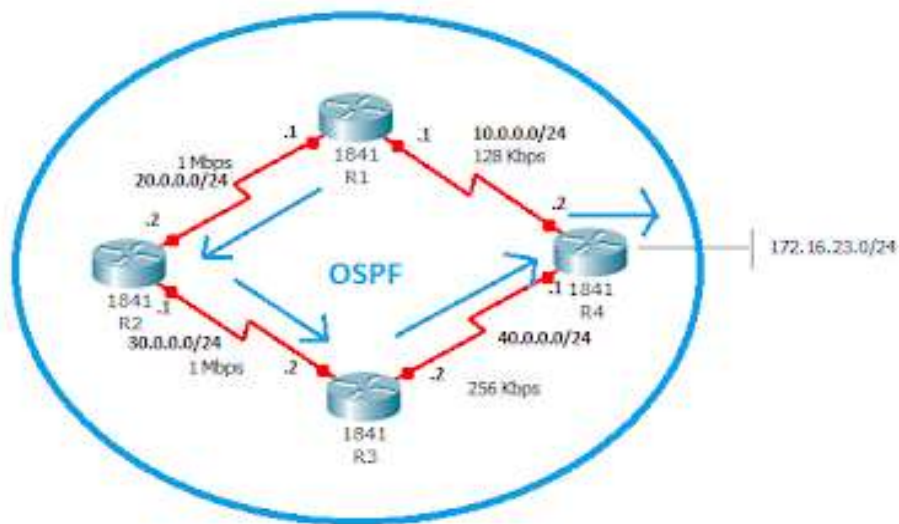 .1
1841
R1
.1
10.0.0.0/24
128 Kbps
1 Mbps
20.0.0.0/24
.2
.2
172.16.23.0/24
1841
R2
.1
OSPF
.1
1841
R4
30.0.0.0/24
1 Mbps
.2
40.0.0.0/24
.2
256 Kbps
1841
R3